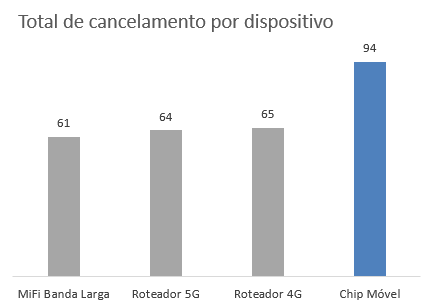 Total de cancelamento por dispositivo
94
61 64 65
MiFi Banda Larga Roteador 5G Roteador 4G Chip Móvel